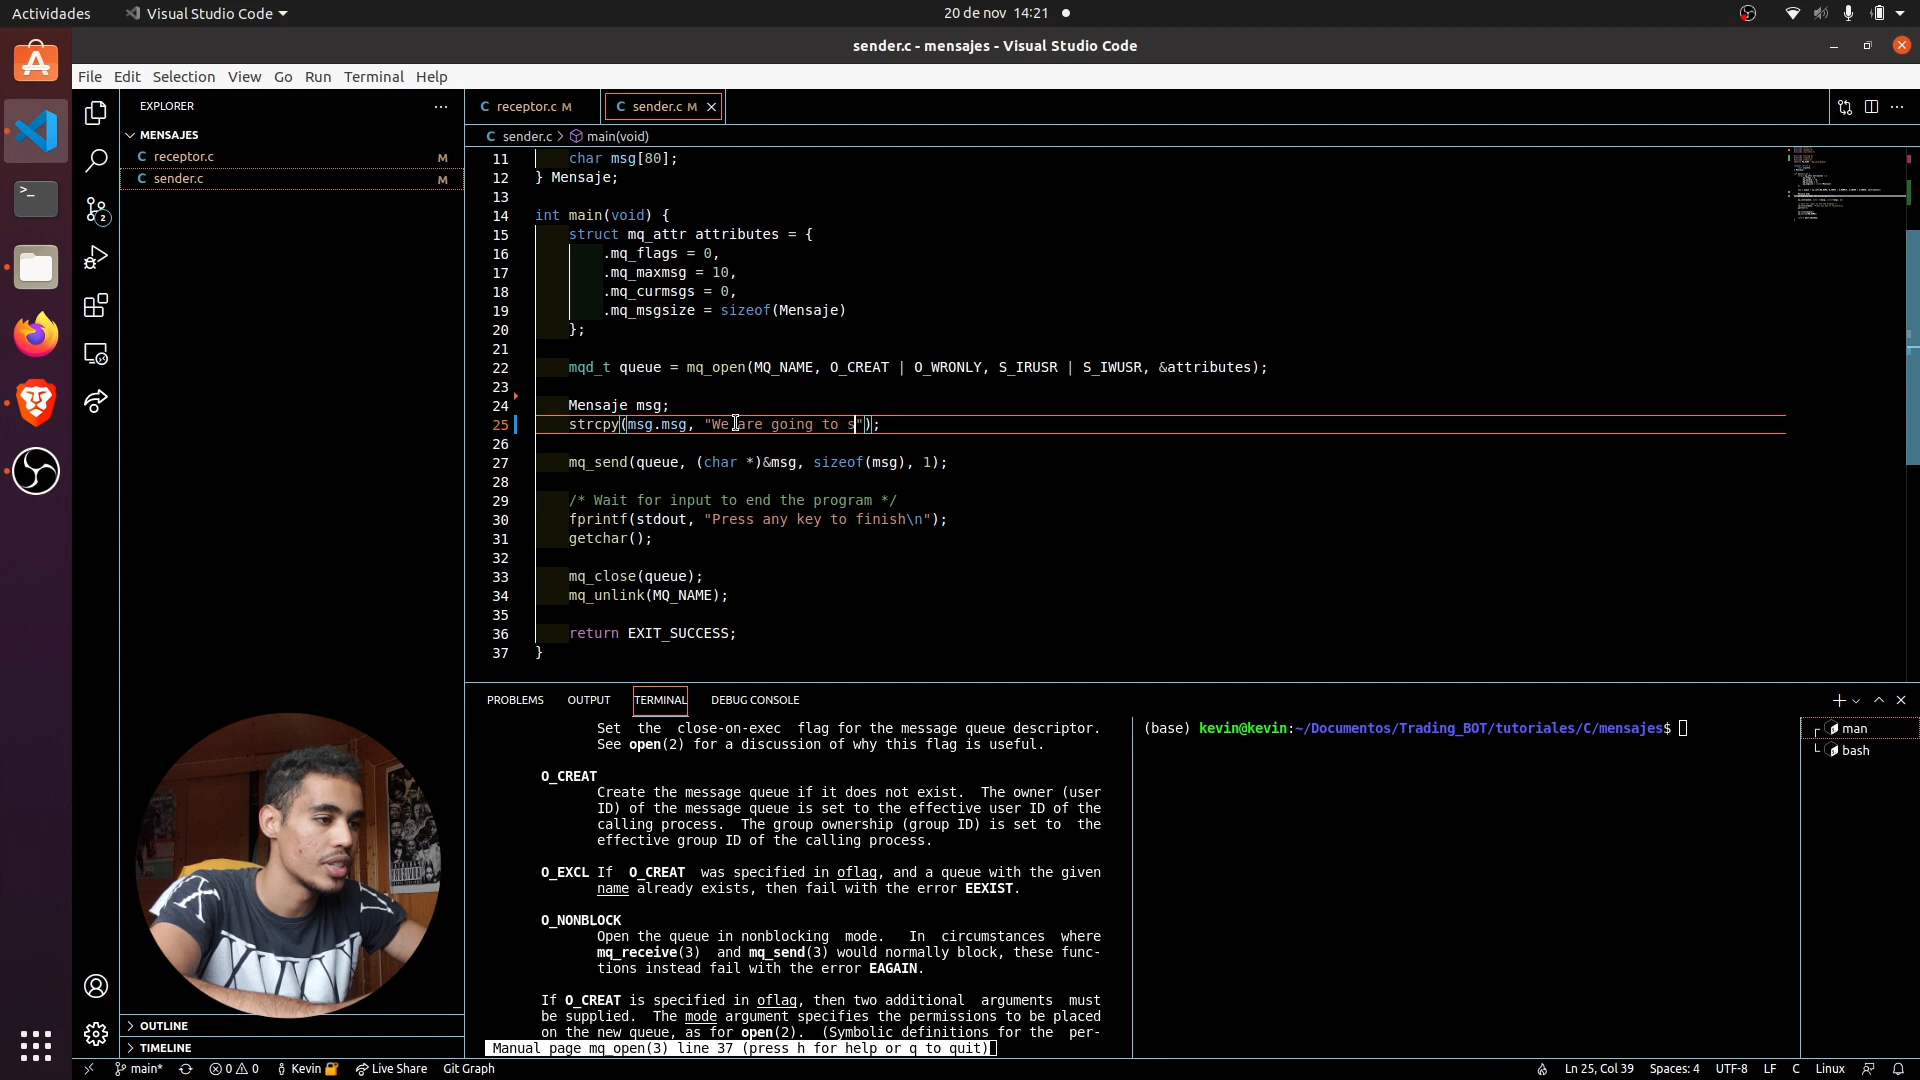 Actividades
Visual Studio Code
20 de nov 14:21
sender.c - mensajes - Visual Studio Code
File Edit Selection View Go Run Terminal Help
EXPLORER
MENSAJES
C receptor.c M
C sender.c M
2
OUTLINE
TIMELINE
C receptor.c M
C sender.c M
C sender.c > main(void)
11 char msg[80];
12 } Mensaje;
13
14 int main(void) {
15 struct mq_attr attributes = {
16 .mq_flags = 0,
17 .mq_maxmsg = 10,
18 .mq_curmsgs = 0,
19 .mq_msgsize = sizeof(Mensaje)
20 };
21
22 mqd_t queue = mq_open(MQ_NAME, O_CREAT | O_WRONLY, S_IRUSR | S_IWUSR, &attributes);
23
24 Mensaje msg;
25 strcpy(msg.msg, "We are going to s");
26
27 mq_send(queue, (char *)&msg, sizeof(msg), 1);
28
29 /* Wait for input to end the program */
30 fprintf(stdout, "Press any key to finish\n");
31 getchar();
32
33 mq_close(queue);
34 mq_unlink(MQ_NAME);
35
36 return EXIT_SUCCESS;
37 }
PROBLEMS OUTPUT TERMINAL DEBUG CONSOLE
Set the close-on-exec flag for the message queue descriptor.
See open(2) for a discussion of why this flag is useful.
O_CREAT
Create the message queue if it does not exist. The owner (user
ID) of the message queue is set to the effective user ID of the
calling process. The group ownership (group ID) is set to the
effective group ID of the calling process.
O_EXCL If O_CREAT was specified in oflag, and a queue with the given
name already exists, then fail with the error EEXIST.
O_NONBLOCK
Open the queue in nonblocking mode. In circumstances where
mq_receive(3) and mq_send(3) would normally block, these func-
tions instead fail with the error EAGAIN.
If O_CREAT is specified in oflag, then two additional arguments must
be supplied. The mode argument specifies the permissions to be placed
on the new queue, as for open(2). (Symbolic definitions for the per-
Manual page mq_open(3) line 37 (press h for help or q to quit)
(base) kevin@kevin:~/Documentos/Trading_BOT/tutoriales/C/mensajes$
man
bash
main* 0 0 Kevin Live Share Git Graph
Ln 25, Col 39 Spaces: 4 UTF-8 LF C Linux